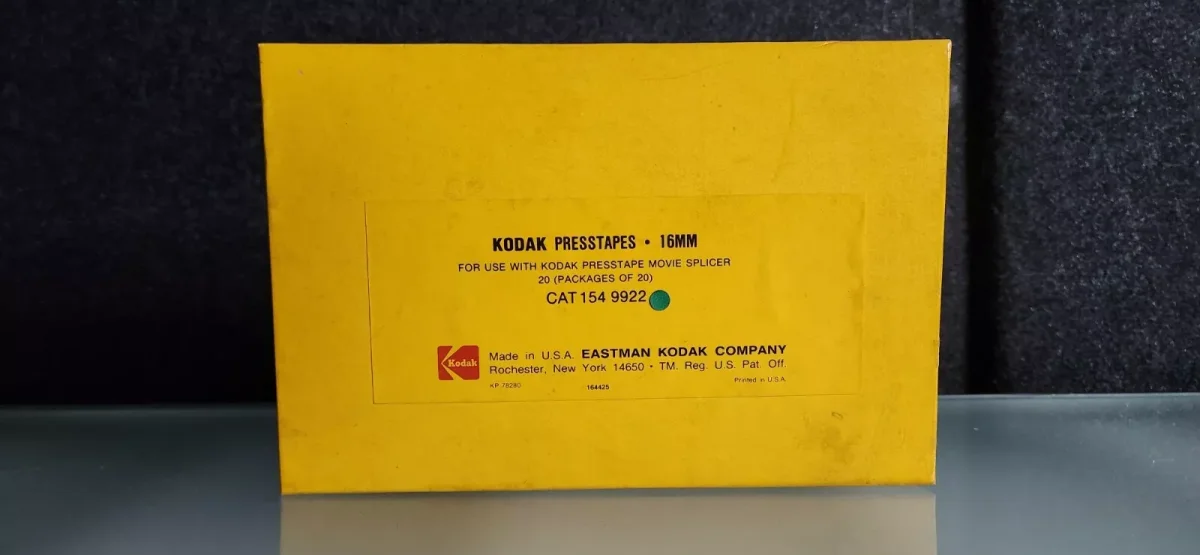 KODAK PRESSTAPES • 16MM
FOR USE WITH KODAK PRESSTAPE MOVIE SPLICER
20 (PACKAGES OF 20)
CAT 154 9922
Kodak
Made in U.S.A. EASTMAN KODAK COMPANY
Rochester, New York 14650 • TM. Reg. U.S. Pat. Off.
KP 78280 164425 Printed in U.S.A.